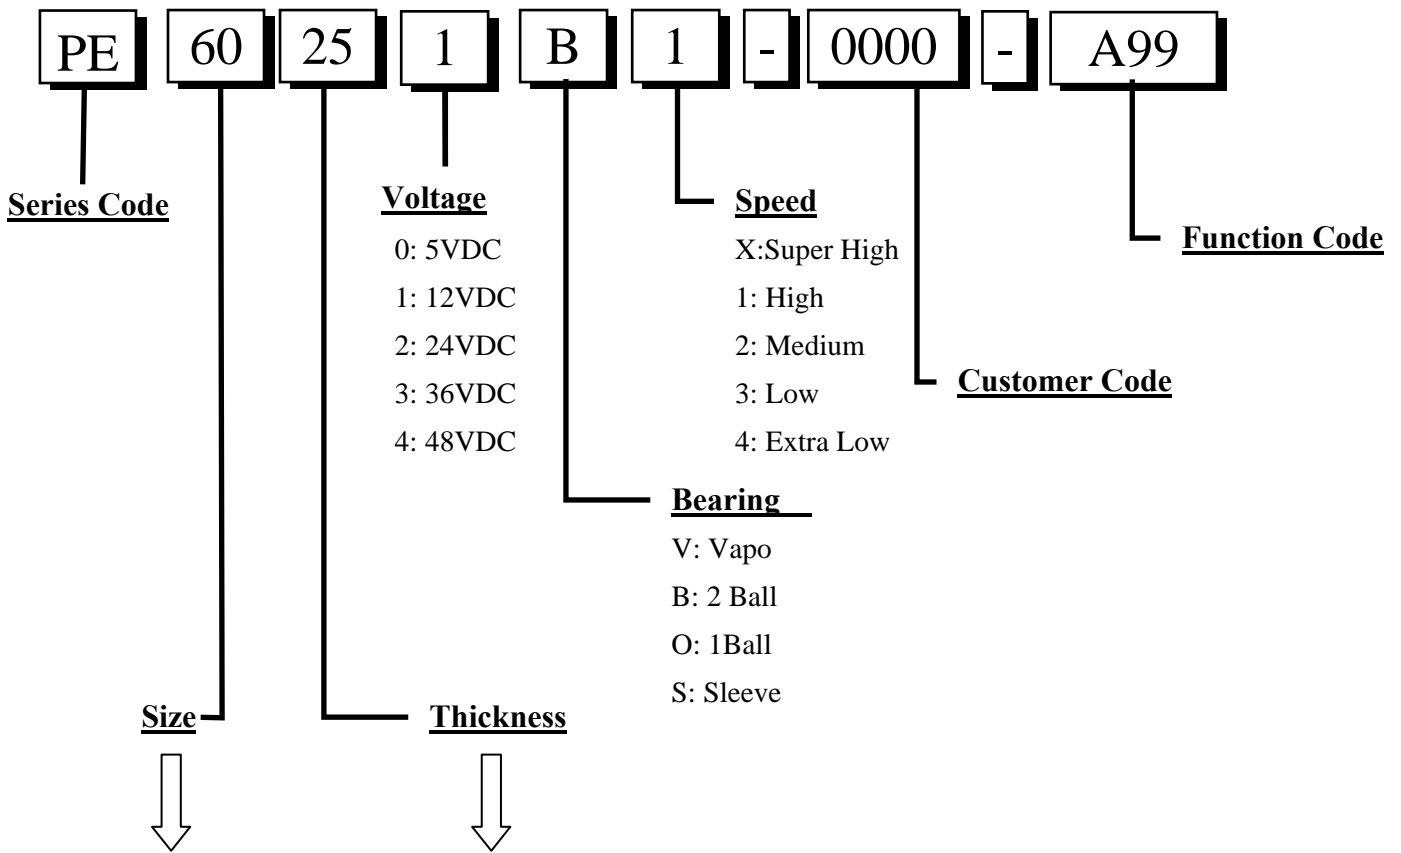 PE 60 25 1 B 1 - 0000 - A99
Series Code
Voltage
0: 5VDC
1: 12VDC
2: 24VDC
3: 36VDC
4: 48VDC
Speed
X:Super High
1: High
2: Medium
3: Low
4: Extra Low
Function Code
Customer Code
Bearing
V: Vapo
B: 2 Ball
O: 1Ball
S: Sleeve
Size
Thickness